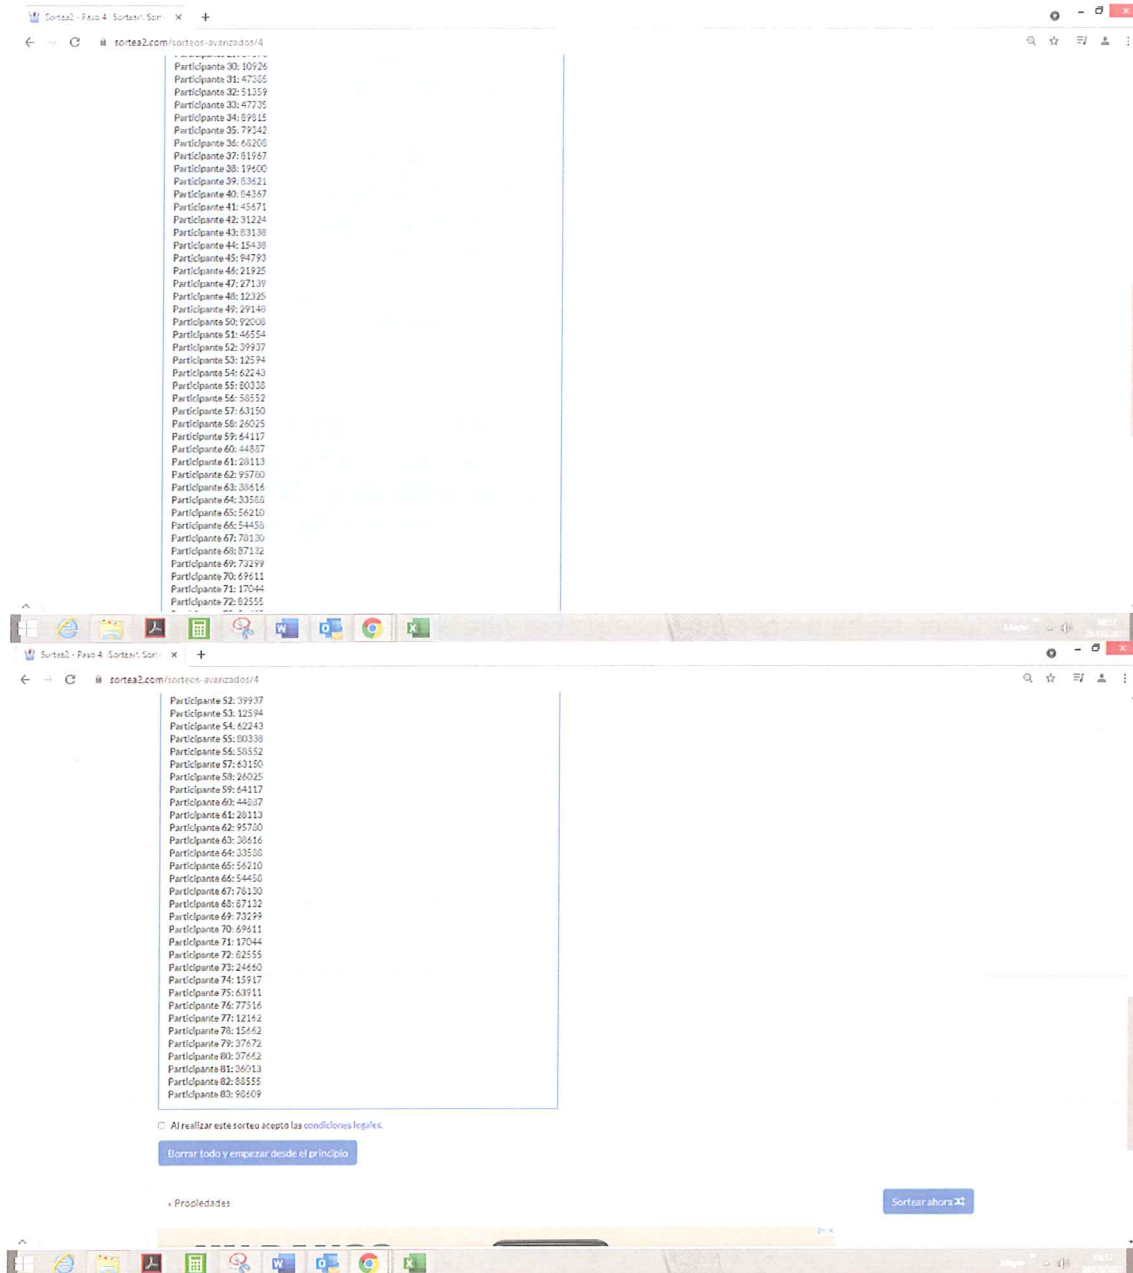 Sortea2 - Paso 4: Sortear! Sort
sortea2.com/sorteos-avanzados/4
Participante 30: 10926
Participante 31: 47385
Participante 32: 51359
Participante 33: 47735
Participante 34: 89815
Participante 35: 79342
Participante 36: 68208
Participante 37: 81967
Participante 38: 19600
Participante 39: 83621
Participante 40: 84367
Participante 41: 45671
Participante 42: 31224
Participante 43: 83138
Participante 44: 15438
Participante 45: 94793
Participante 46: 21925
Participante 47: 27139
Participante 48: 12325
Participante 49: 29148
Participante 50: 92008
Participante 51: 46554
Participante 52: 39937
Participante 53: 12594
Participante 54: 62243
Participante 55: 80338
Participante 56: 58552
Participante 57: 63150
Participante 58: 26025
Participante 59: 64117
Participante 60: 44887
Participante 61: 28113
Participante 62: 95780
Participante 63: 38616
Participante 64: 33588
Participante 65: 56210
Participante 66: 54458
Participante 67: 78130
Participante 68: 87132
Participante 69: 73299
Participante 70: 69611
Participante 71: 17044
Participante 72: 82555
Sortea2 - Paso 4: Sortear! Sort
sortea2.com/sorteos-avanzados/4
Participante 52: 39937
Participante 53: 12594
Participante 54: 62243
Participante 55: 80338
Participante 56: 58552
Participante 57: 63150
Participante 58: 26025
Participante 59: 64117
Participante 60: 44887
Participante 61: 28113
Participante 62: 95780
Participante 63: 38616
Participante 64: 33588
Participante 65: 56210
Participante 66: 54458
Participante 67: 78130
Participante 68: 87132
Participante 69: 73299
Participante 70: 69611
Participante 71: 17044
Participante 72: 82555
Participante 73: 24660
Participante 74: 15917
Participante 75: 63911
Participante 76: 77516
Participante 77: 12162
Participante 78: 15662
Participante 79: 37672
Participante 80: 37662
Participante 81: 36013
Participante 82: 88555
Participante 83: 98609
Al realizar este sorteo acepto las condiciones legales.
Borrar todo y empezar desde el principio
« Propiedades
Sortear ahora